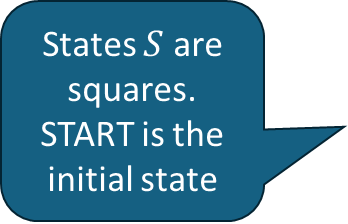 States 𝑆 are
squares.
START is the
initial state